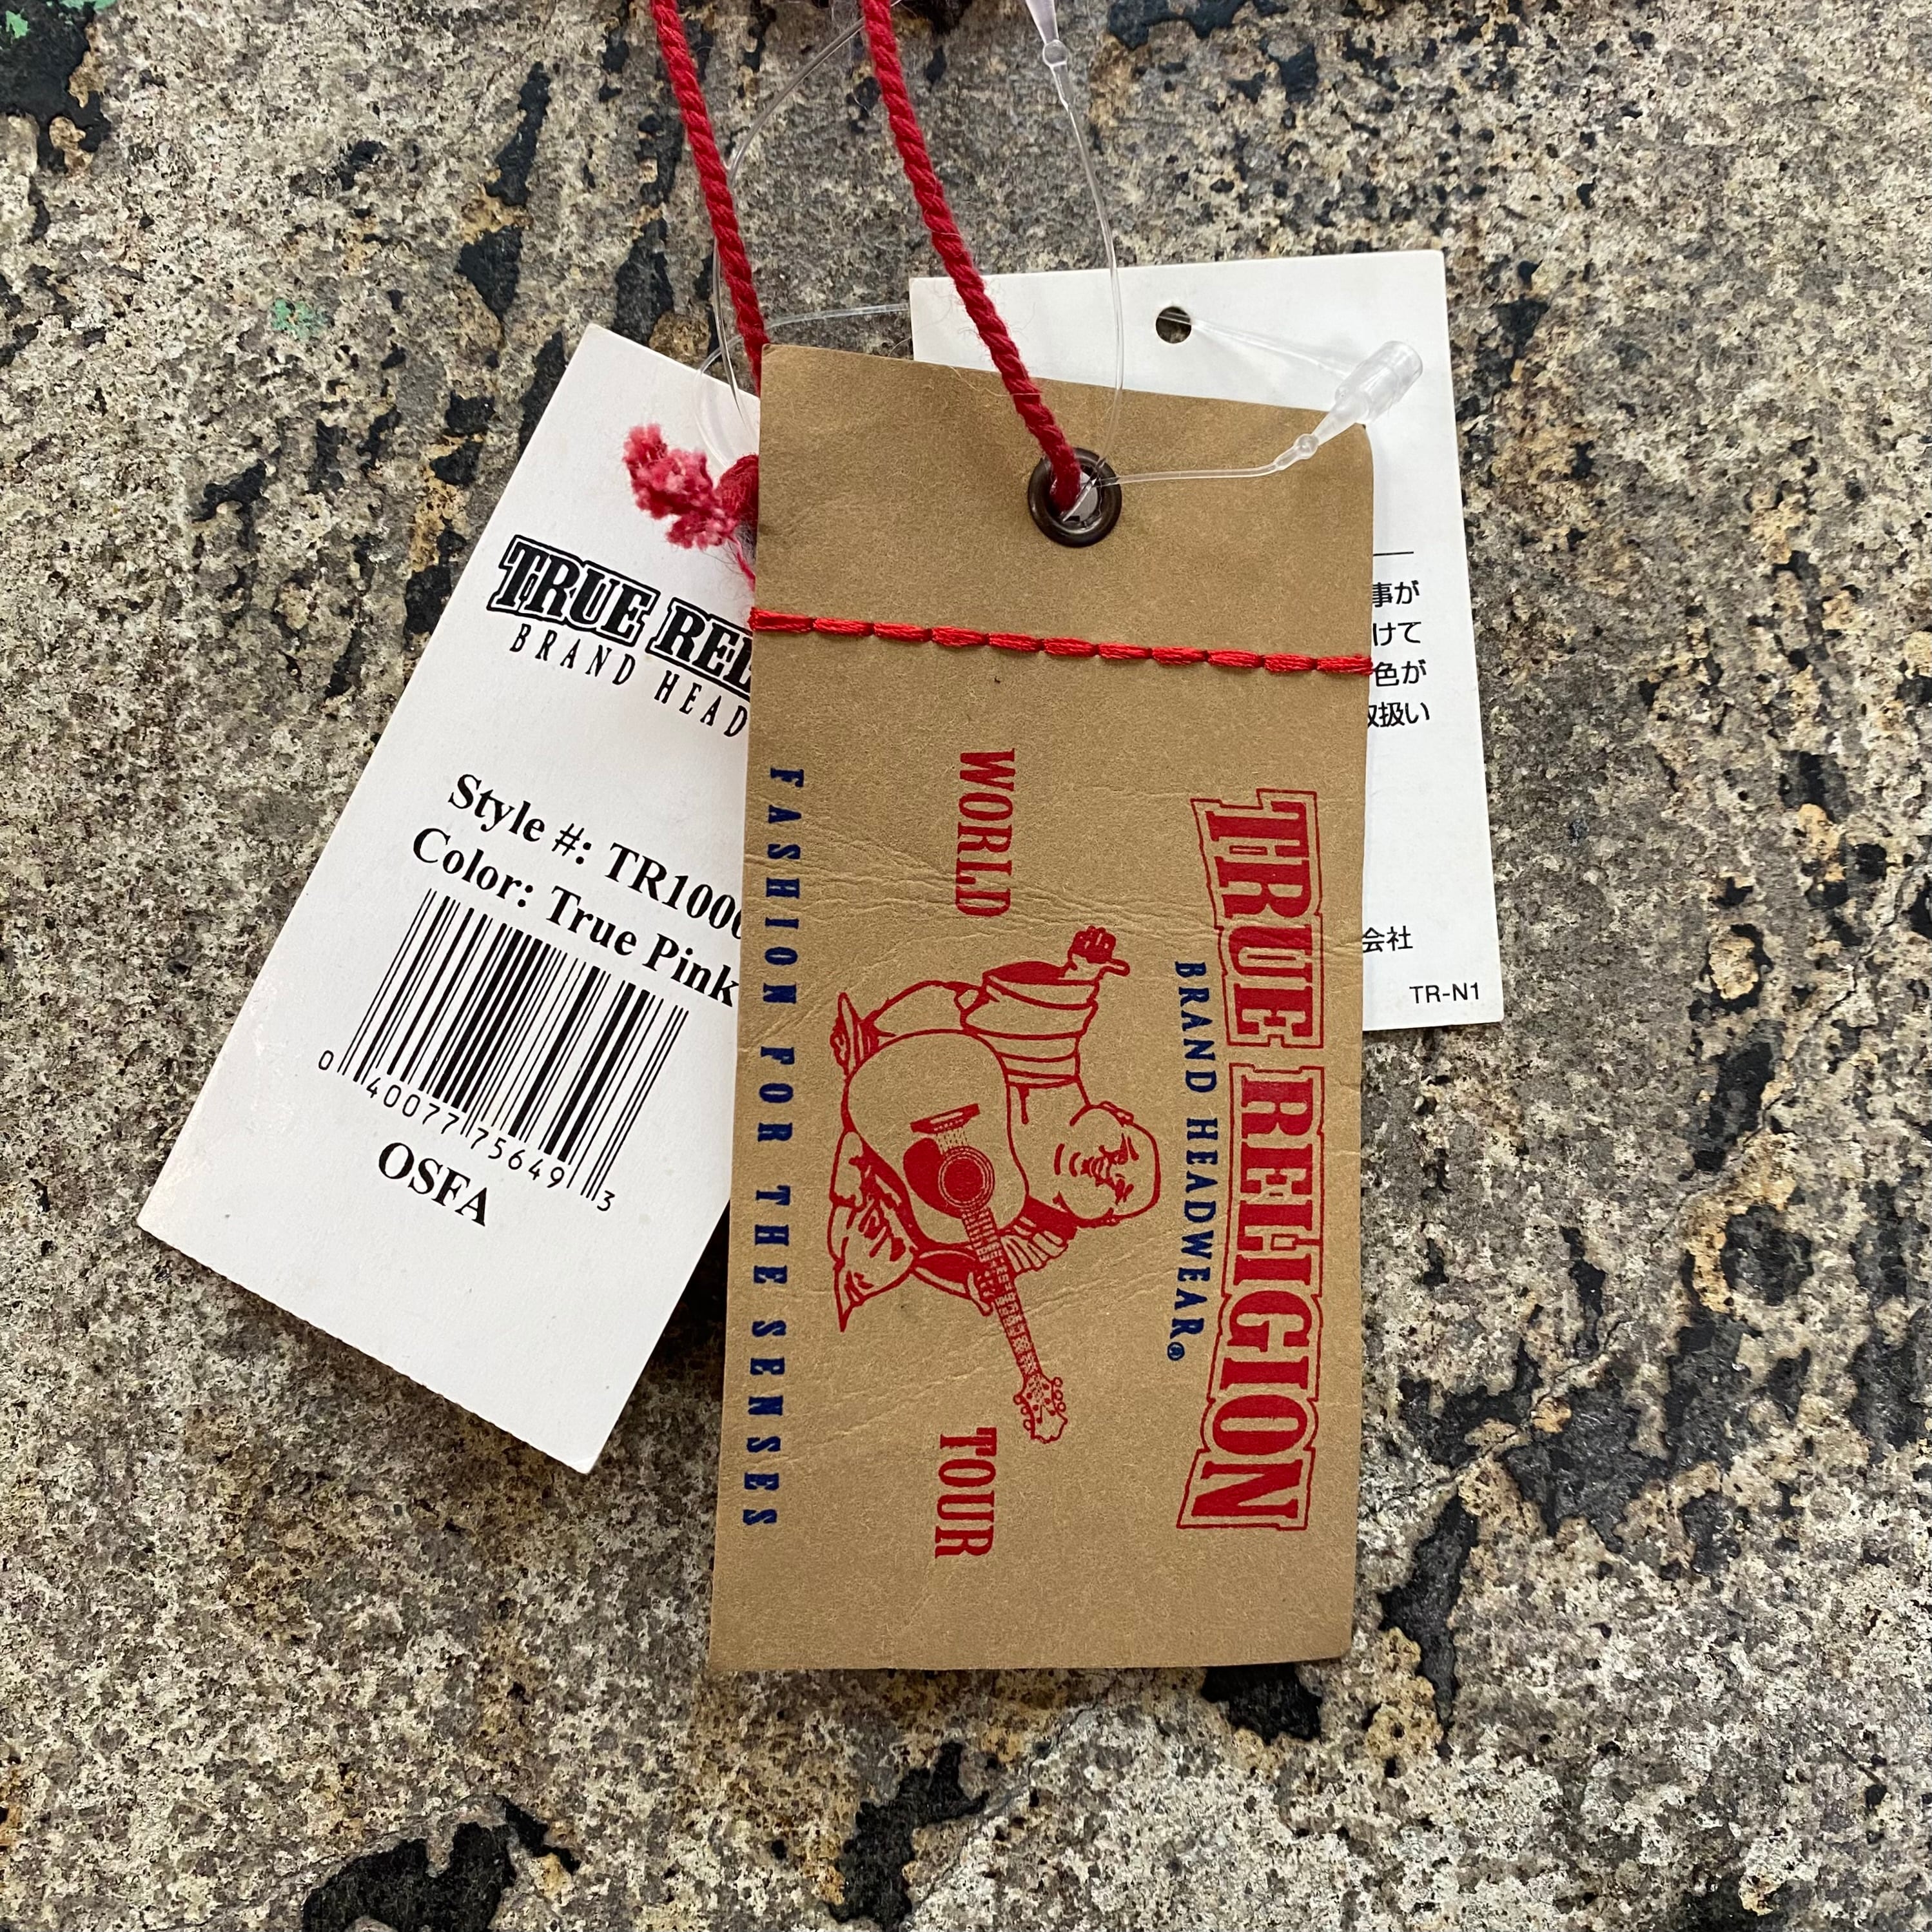 TRUE REL
BRAND HEAD
Style #: TR100
Color: True Pink
0 40077 75649 3
OSFA
TRUE RELIGION
BRAND HEADWEAR®
WORLD TOUR
FASHION FOR THE SENSES
事が
けて
色が
扱い
会社
TR-N1